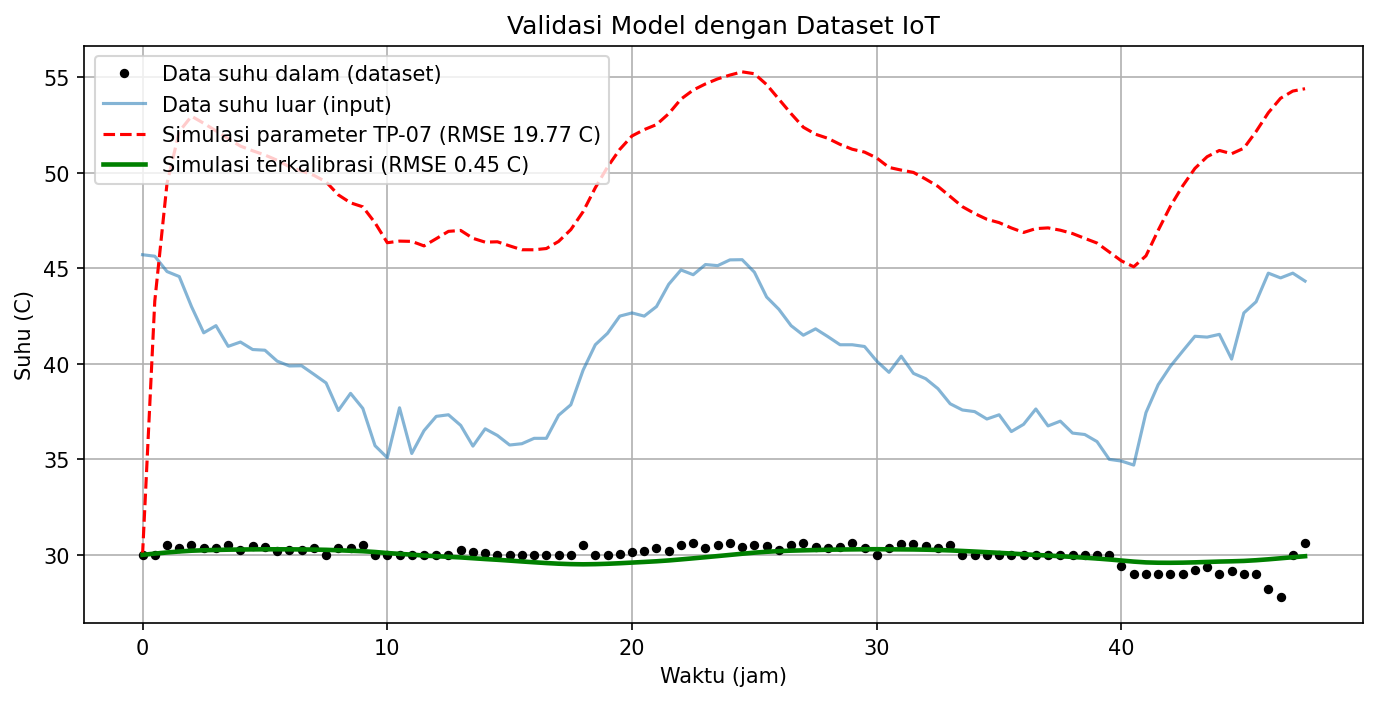 Validasi Model dengan Dataset IoT
Data suhu dalam (dataset)
Data suhu luar (input)
Simulasi parameter TP-07 (RMSE 19.77 C)
Simulasi terkalibrasi (RMSE 0.45 C)
Suhu (C)
55
50
45
40
35
30
0 10 20 30 40
Waktu (jam)